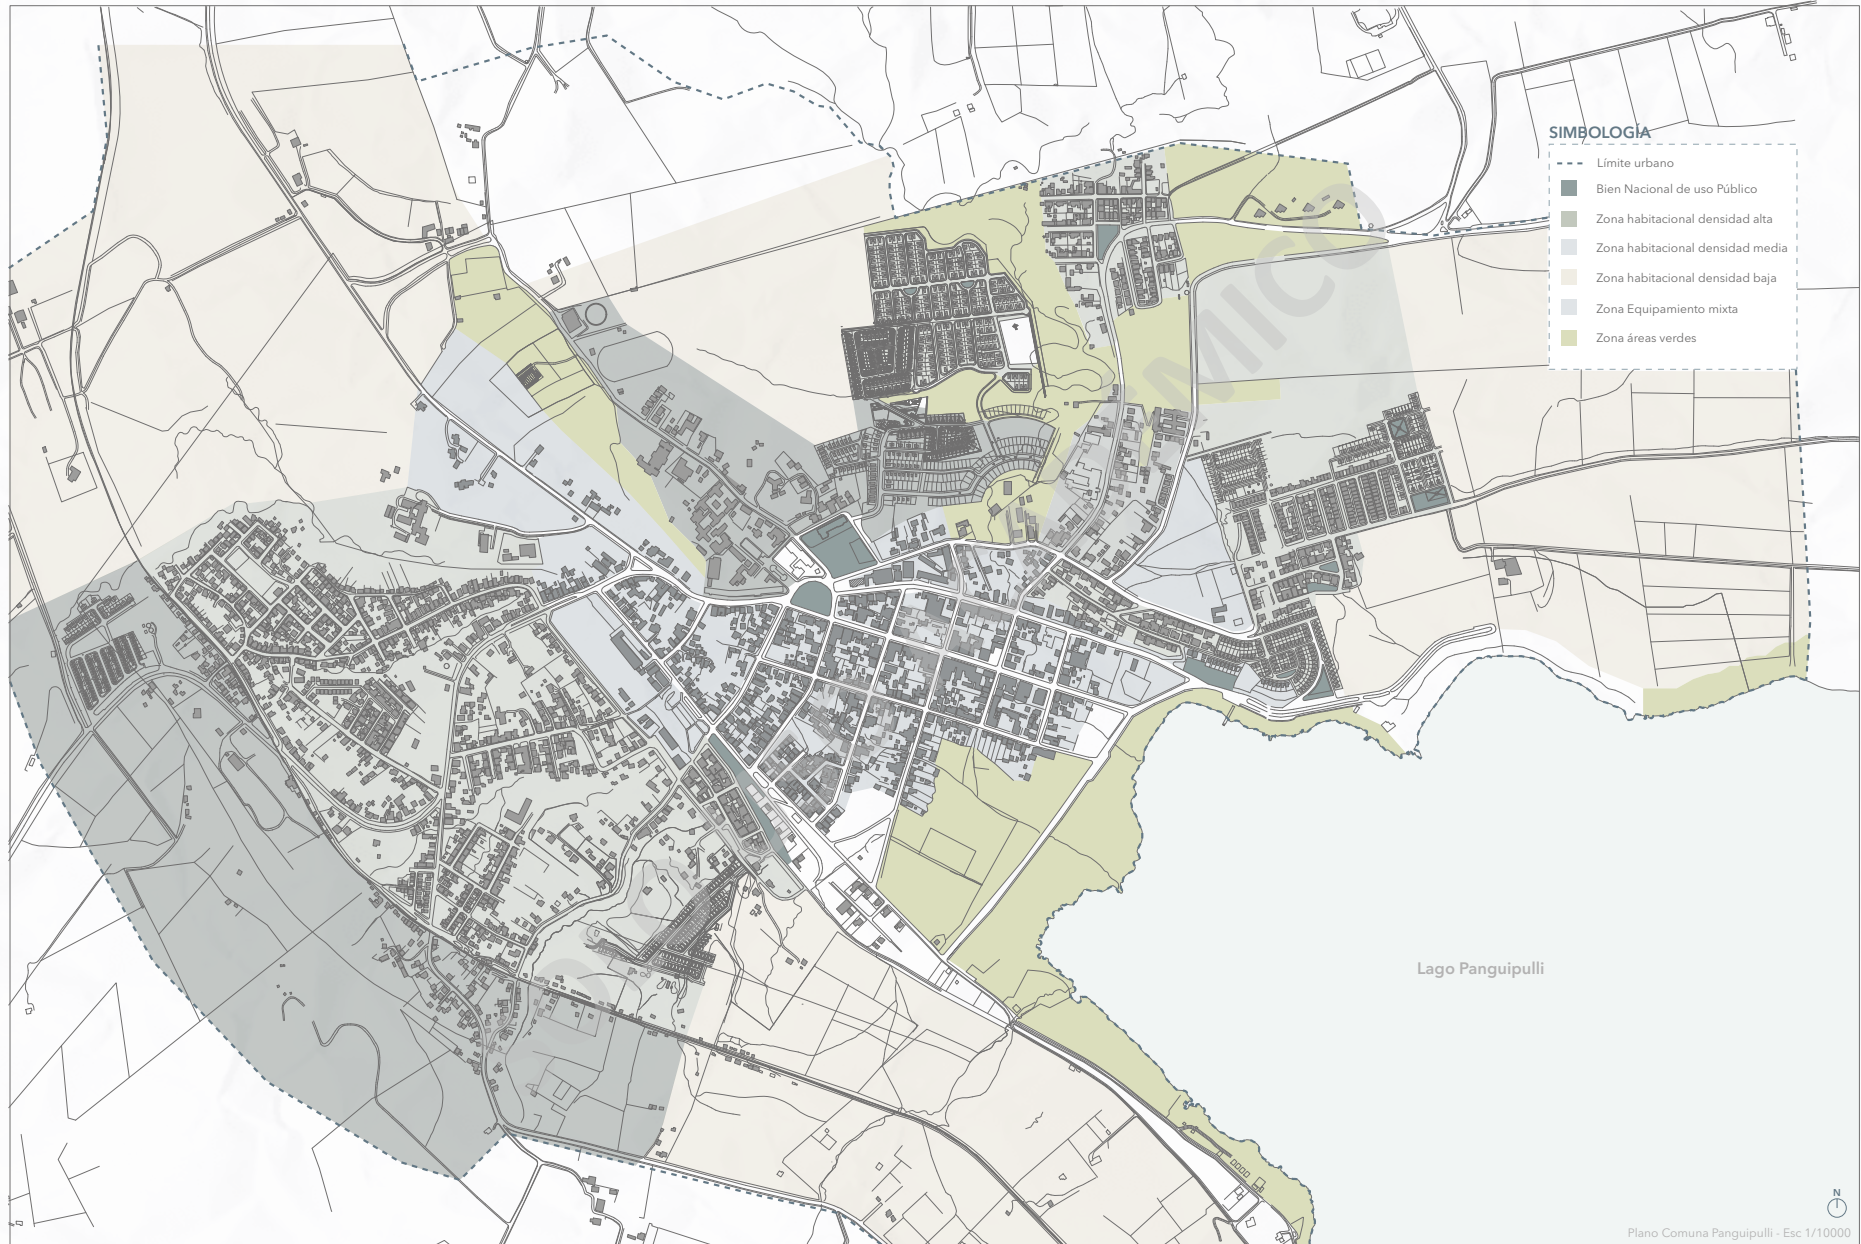 SIMBOLOGÍA
Límite urbano
Bien Nacional de uso Público
Zona habitacional densidad alta
Zona habitacional densidad media
Zona habitacional densidad baja
Zona Equipamiento mixta
Zona áreas verdes
Lago Panguipulli
N
Plano Comuna Panguipulli - Esc 1/10000